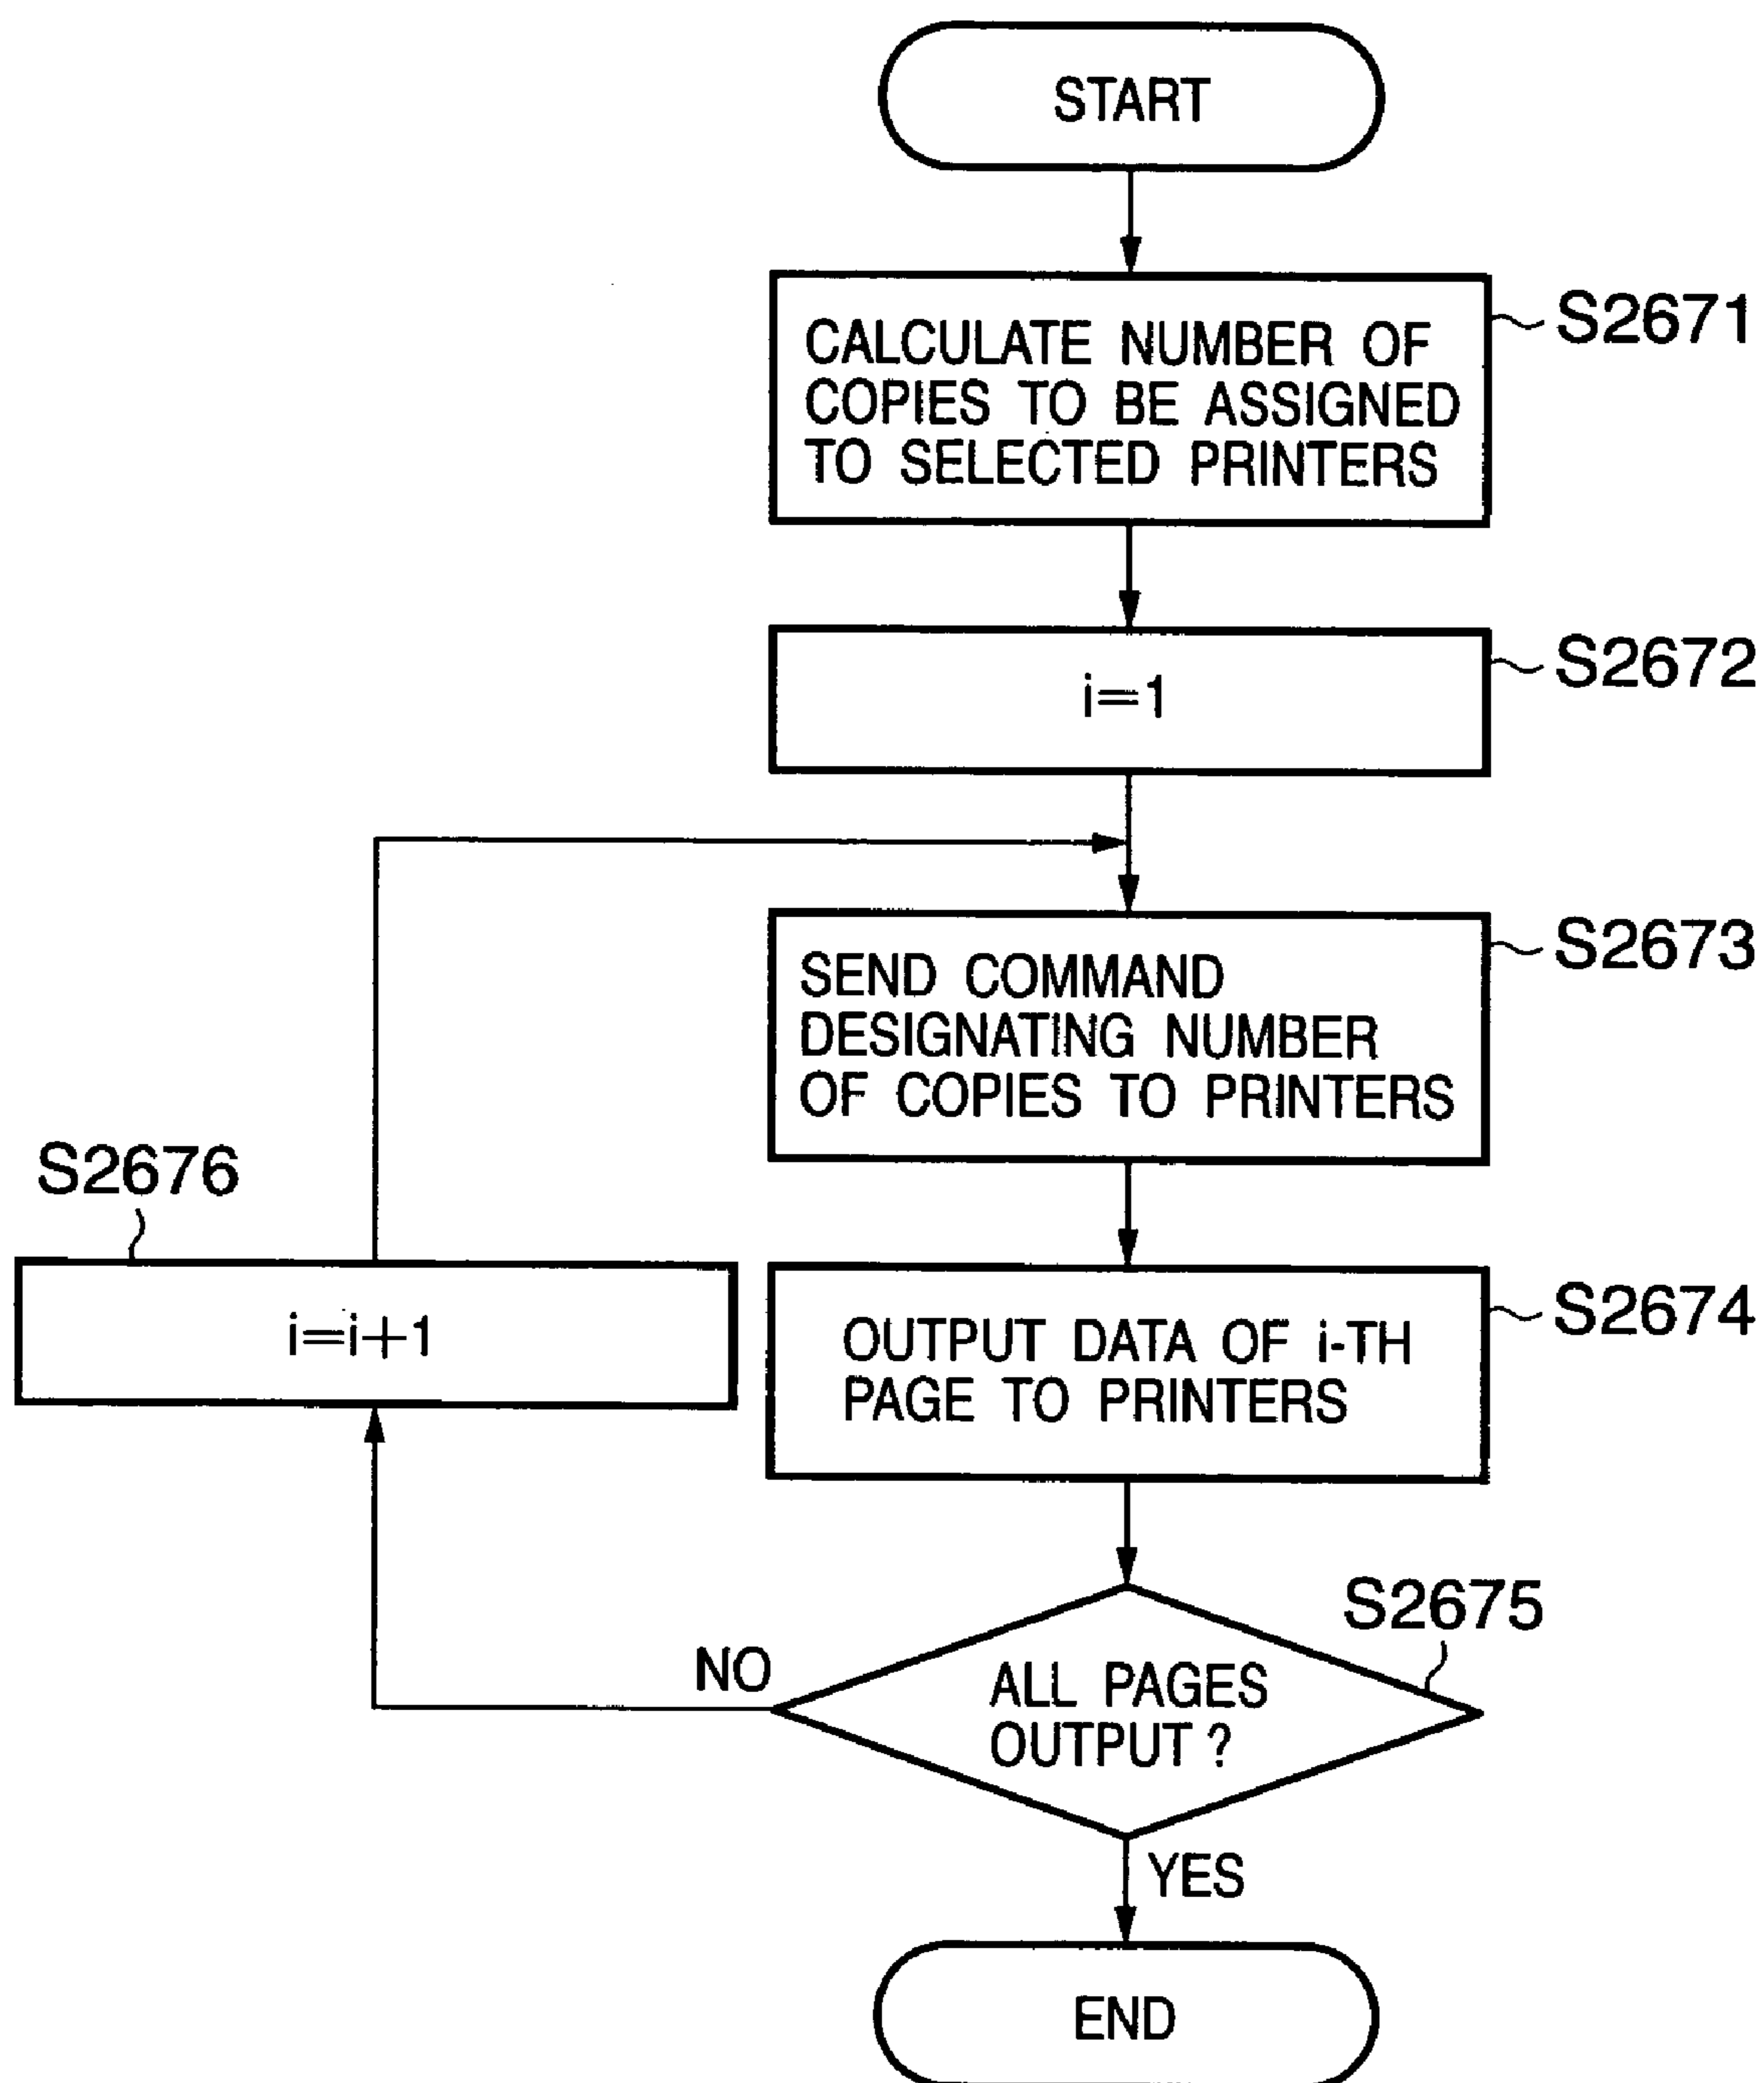 START
CALCULATE NUMBER OF
COPIES TO BE ASSIGNED
TO SELECTED PRINTERS
S2671
i=1
S2672
SEND COMMAND
DESIGNATING NUMBER
OF COPIES TO PRINTERS
S2673
S2676
i=i+1
OUTPUT DATA OF i-TH
PAGE TO PRINTERS
S2674
S2675
NO
ALL PAGES
OUTPUT?
YES
END